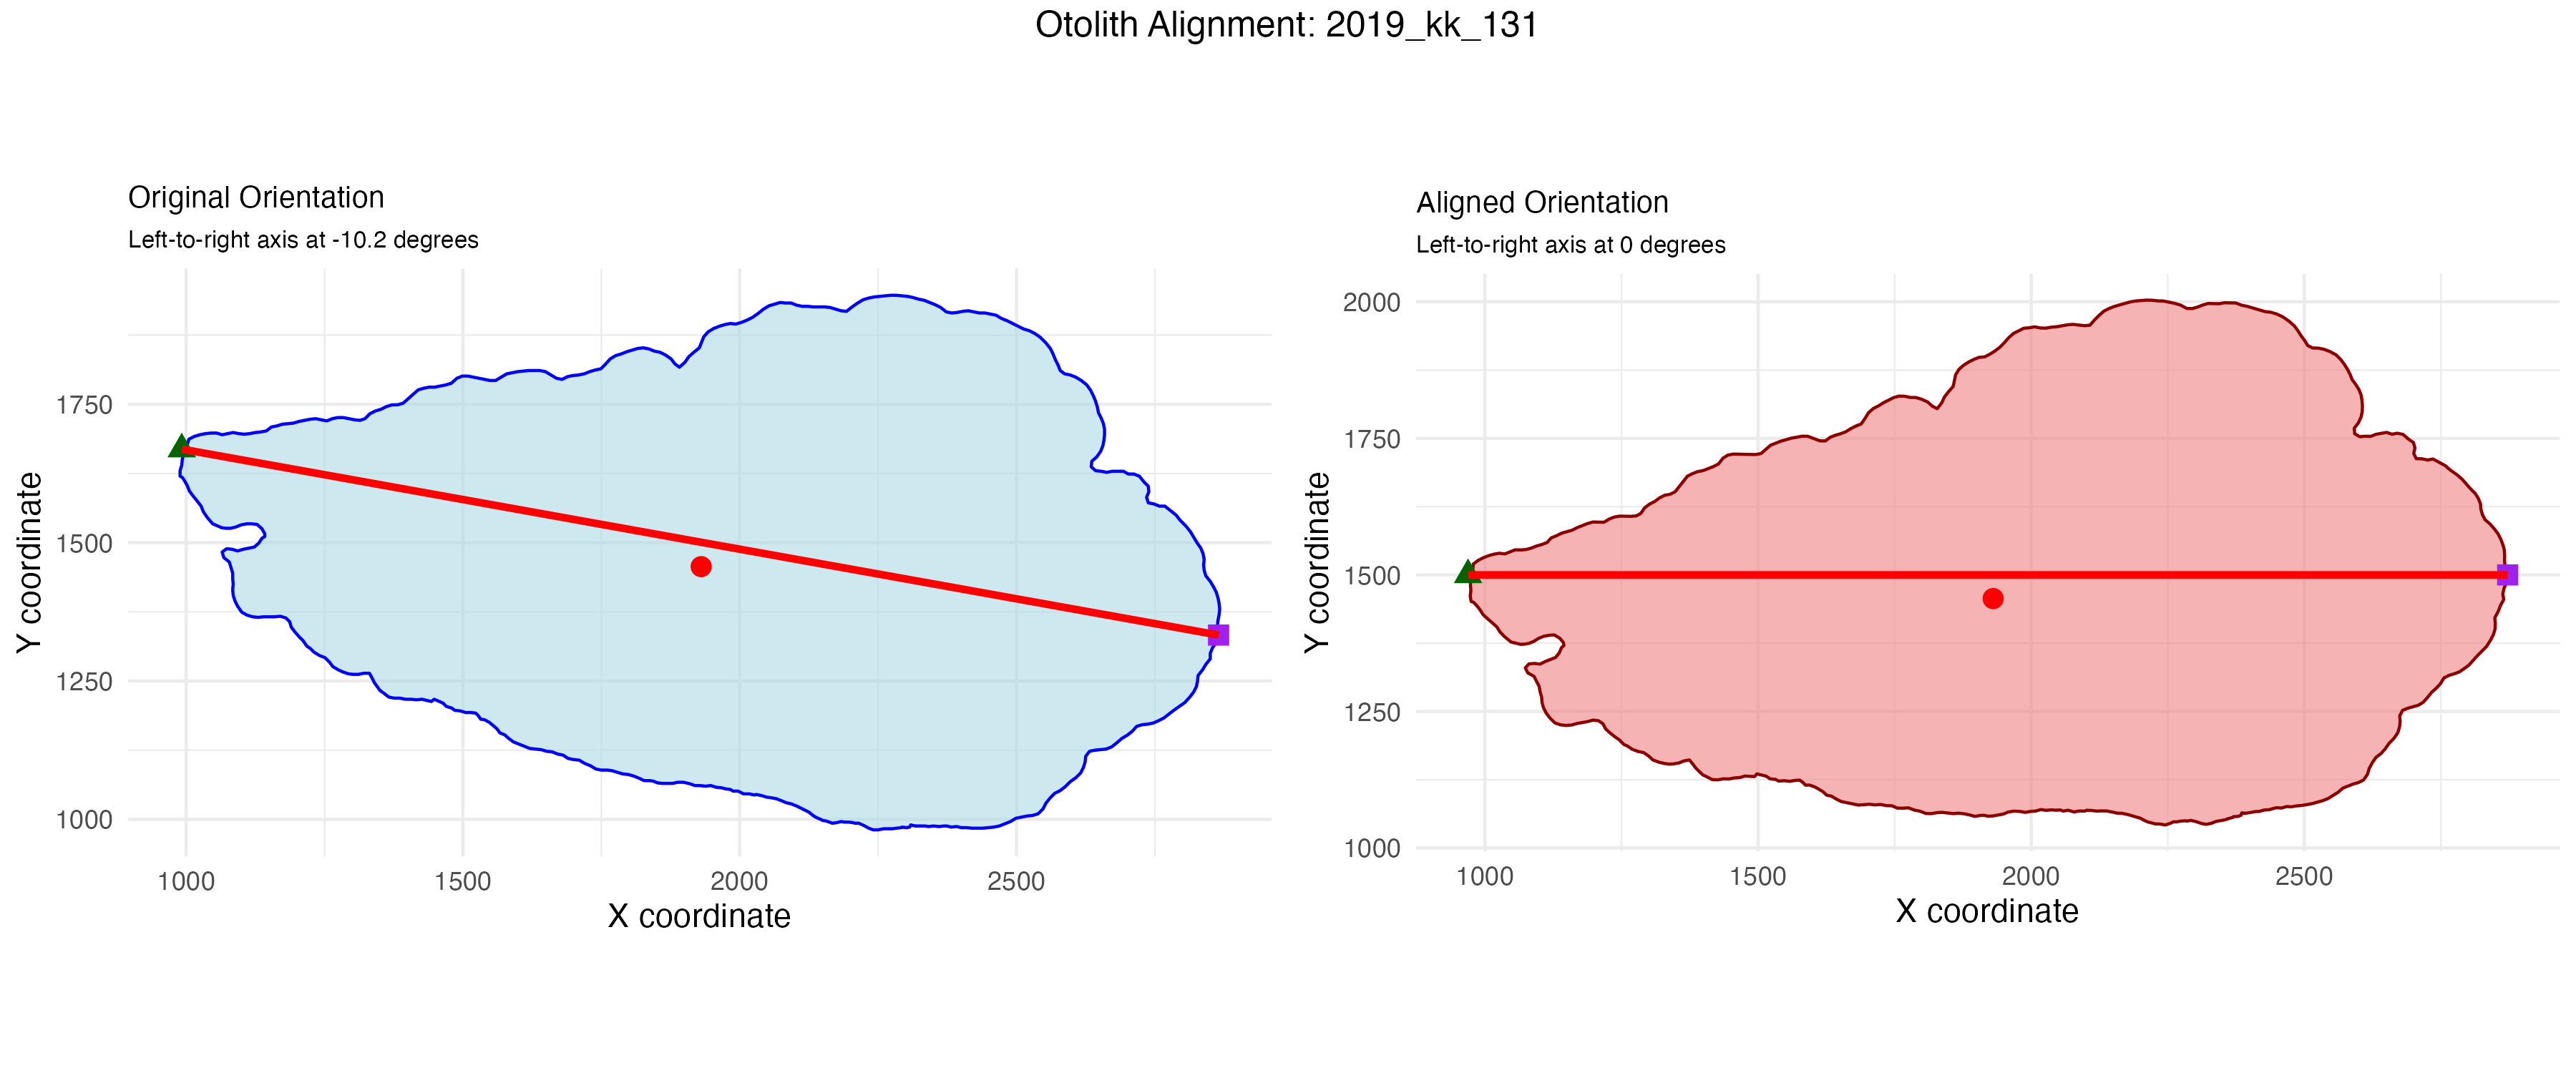 Otolith Alignment: 2019_kk_131
Original Orientation
Left-to-right axis at -10.2 degrees
Y coordinate
1750
1500
1250
1000
1000 1500 2000 2500
X coordinate
Aligned Orientation
Left-to-right axis at 0 degrees
Y coordinate
2000
1750
1500
1250
1000
1000 1500 2000 2500
X coordinate